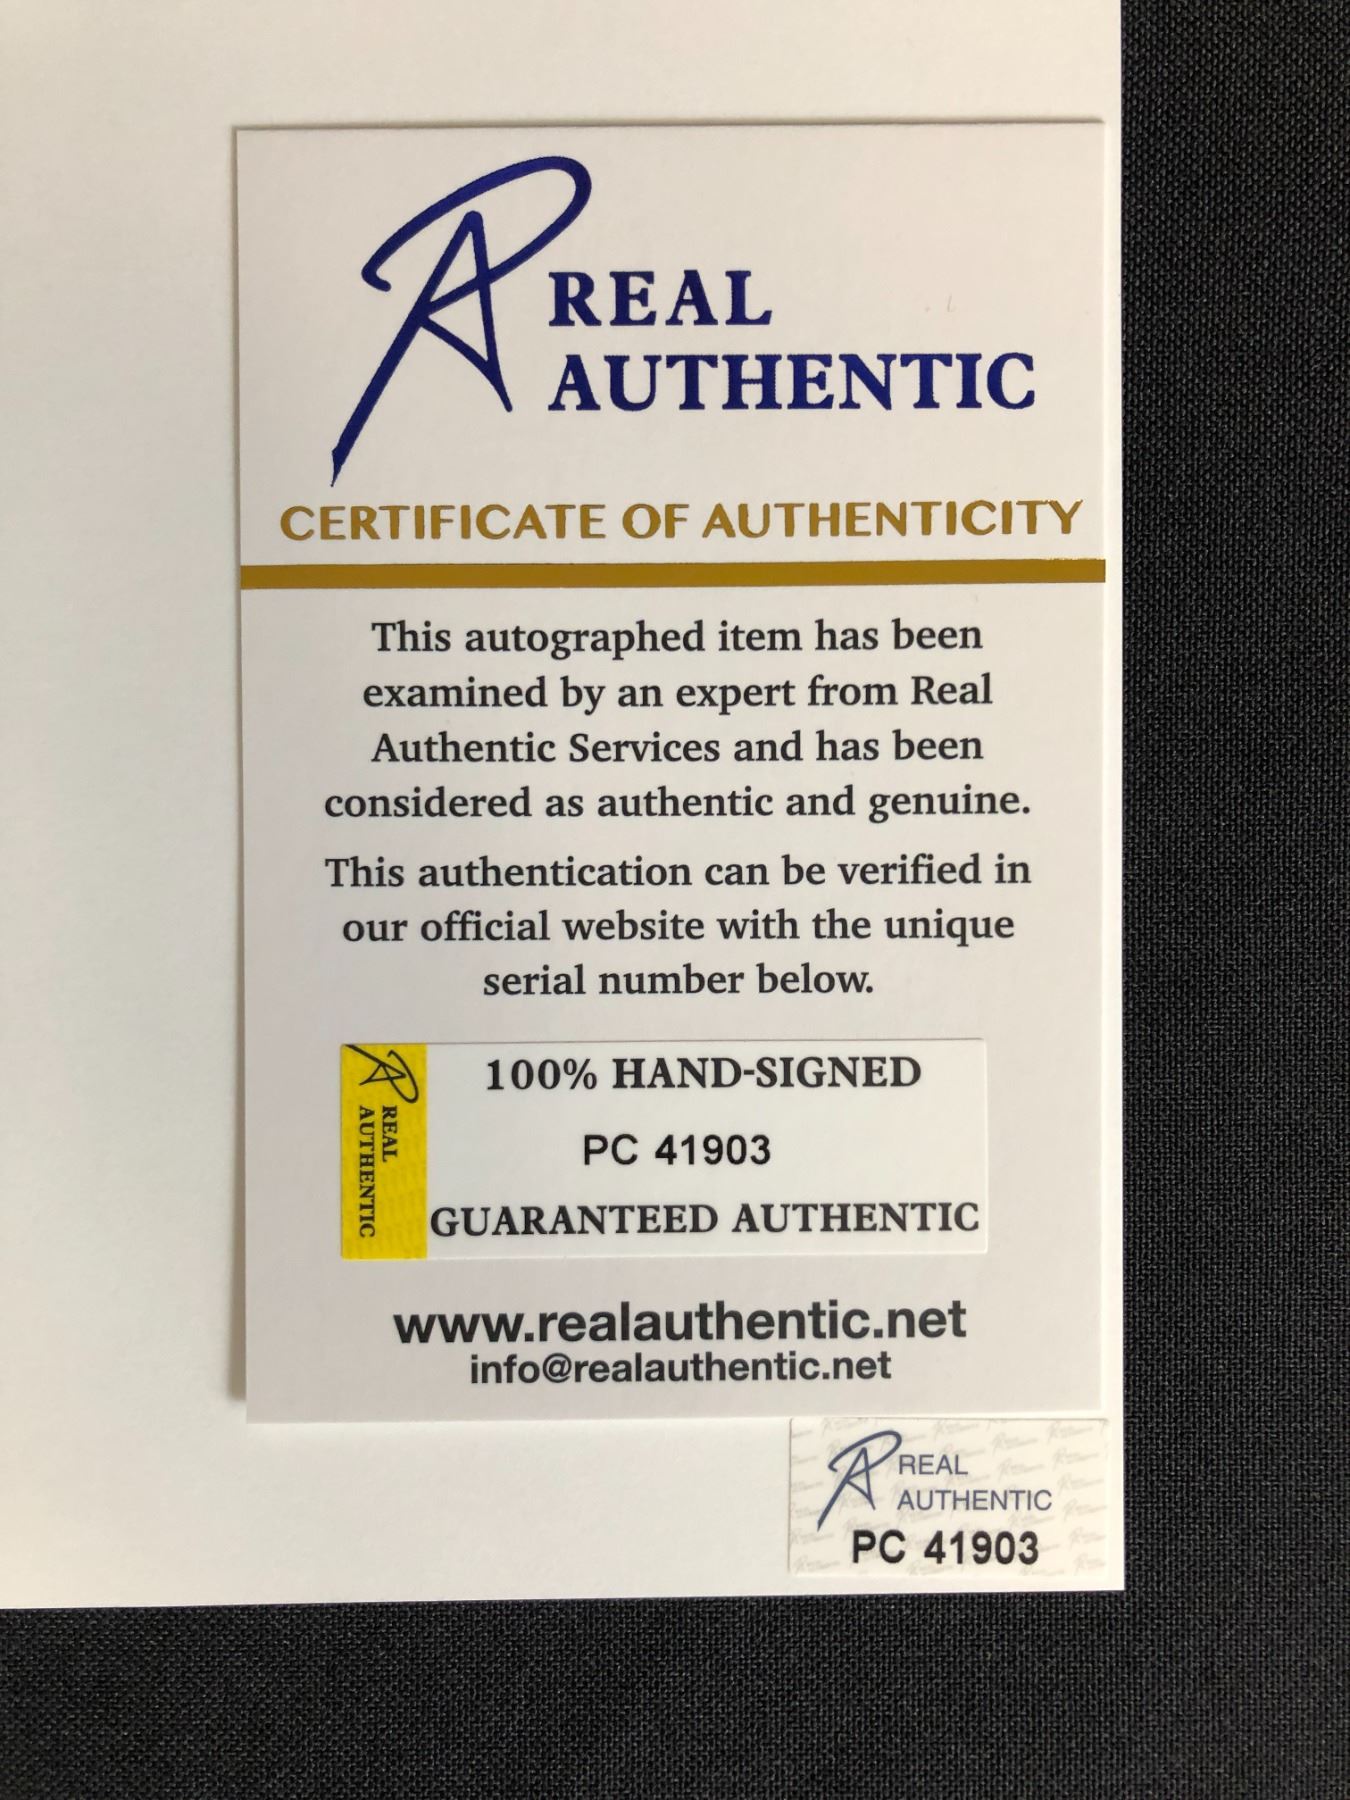 REAL
AUTHENTIC
CERTIFICATE OF AUTHENTICITY
This autographed item has been
examined by an expert from Real
Authentic Services and has been
considered as authentic and genuine.
This authentication can be verified in
our official website with the unique
serial number below.
REAL
AUTHENTIC
100% HAND-SIGNED
PC 41903
GUARANTEED AUTHENTIC
www.realauthentic.net
info@realauthentic.net
REAL
AUTHENTIC
PC 41903